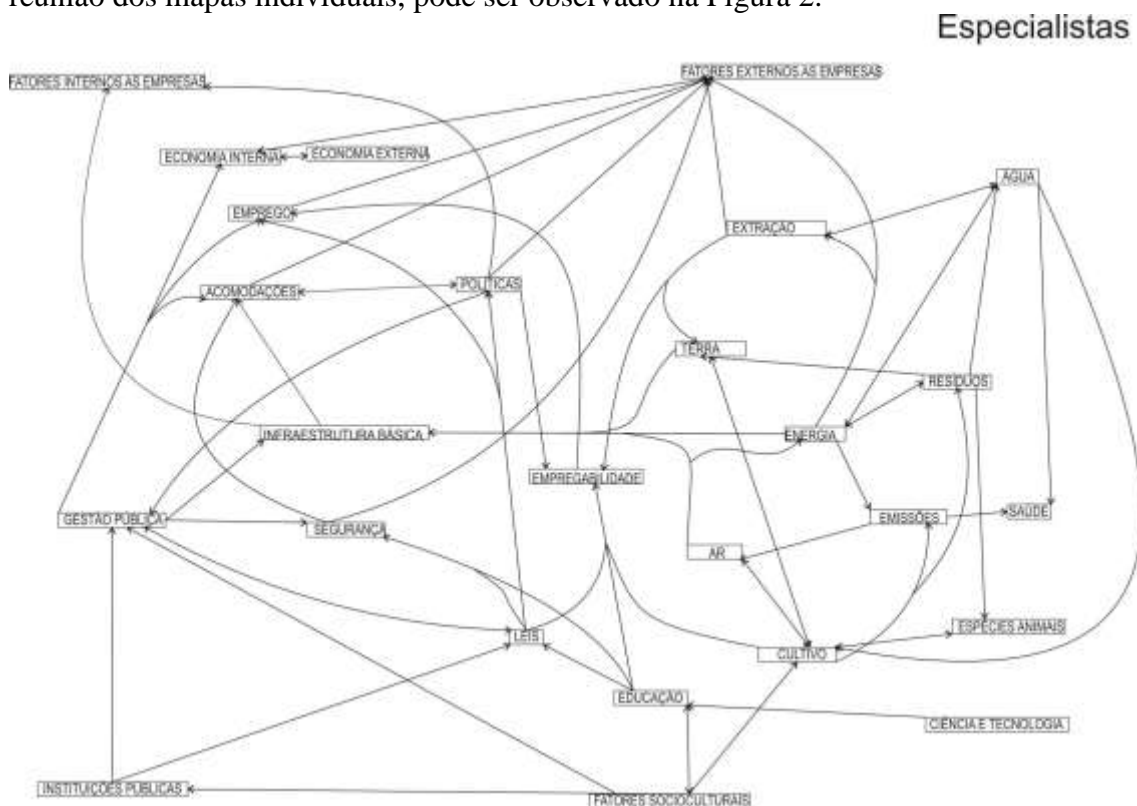 reunião dos mapas individuais, pode ser observado na Figura 2.
Especialistas
FATORES INTERNOS AS EMPRESAS
FATORES EXTERNOS AS EMPRESAS
ECONOMIA INTERNA
ECONOMIA EXTERNA
ÁGUA
EMPREGO
EXTRAÇÃO
ACOMODAÇÕES
POLÍTICAS
TERRA
RESÍDUOS
INFRAESTRUTURA BÁSICA
ENERGIA
EMPREGABILIDADE
GESTÃO PÚBLICA
SEGURANÇA
EMISSÕES
SAÚDE
AR
LEIS
ESPÉCIES ANIMAIS
CULTIVO
EDUCAÇÃO
CIÊNCIA E TECNOLOGIA
INSTITUIÇÕES PÚBLICAS
FATORES SOCIOCULTURAIS